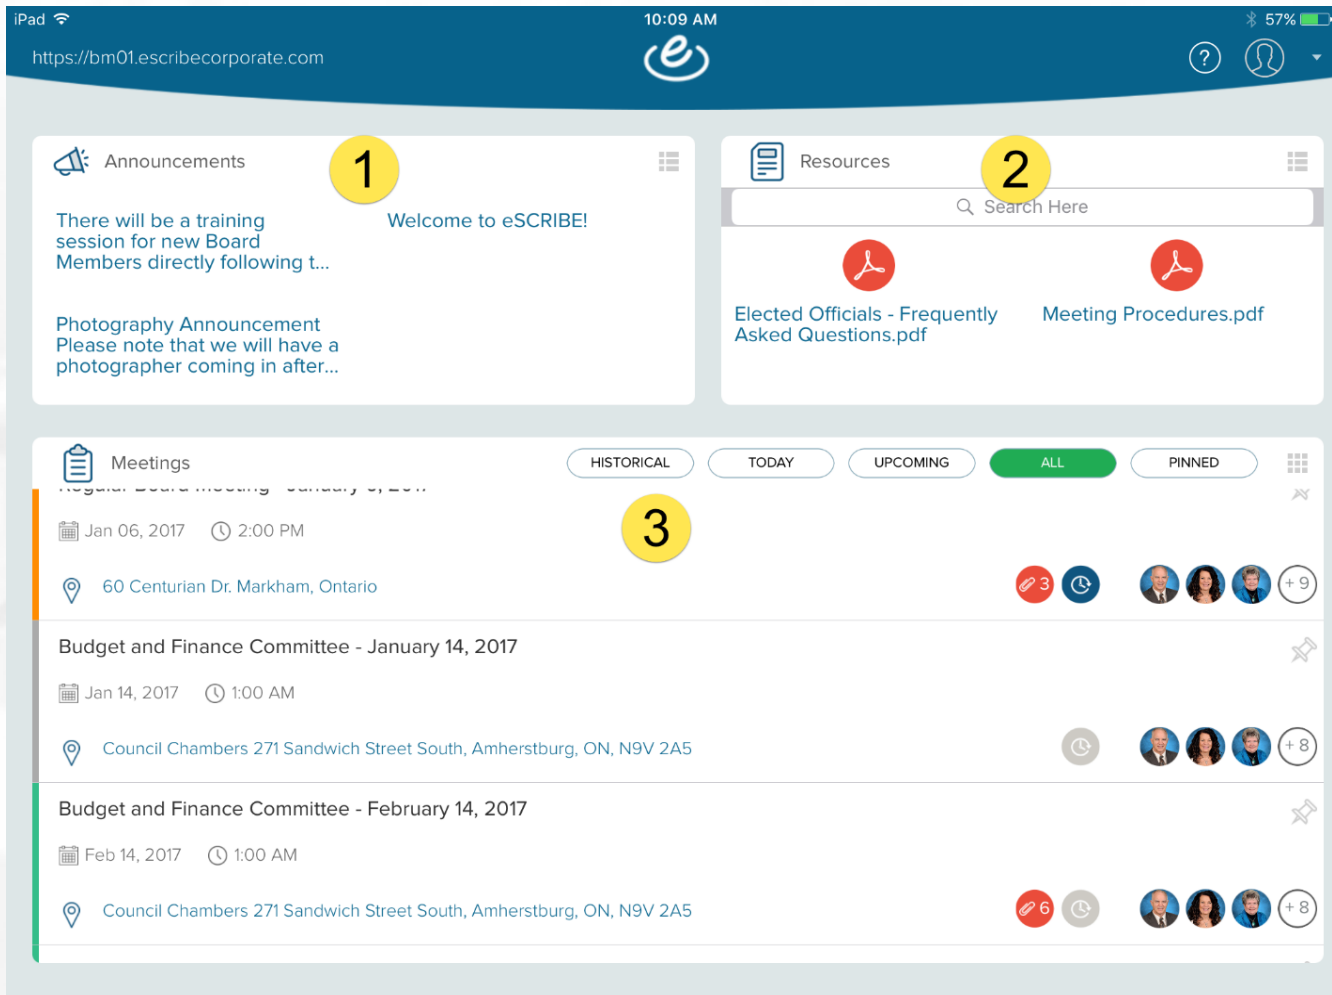 iPad
10:09 AM
57%
https://bm01.escribecorporate.com
e
?
Announcements
1
There will be a training
session for new Board
Members directly following t...
Welcome to eSCRIBE!
Photography Announcement
Please note that we will have a
photographer coming in after...
Resources
2
Search Here
Elected Officials - Frequently
Asked Questions.pdf
Meeting Procedures.pdf
Meetings
HISTORICAL
TODAY
UPCOMING
ALL
PINNED
Regular Board Meeting - January 6, 2017
3
Jan 06, 2017
2:00 PM
60 Centurian Dr. Markham, Ontario
3
+ 9
Budget and Finance Committee - January 14, 2017
Jan 14, 2017
1:00 AM
Council Chambers 271 Sandwich Street South, Amherstburg, ON, N9V 2A5
+ 8
Budget and Finance Committee - February 14, 2017
Feb 14, 2017
1:00 AM
Council Chambers 271 Sandwich Street South, Amherstburg, ON, N9V 2A5
6
+ 8